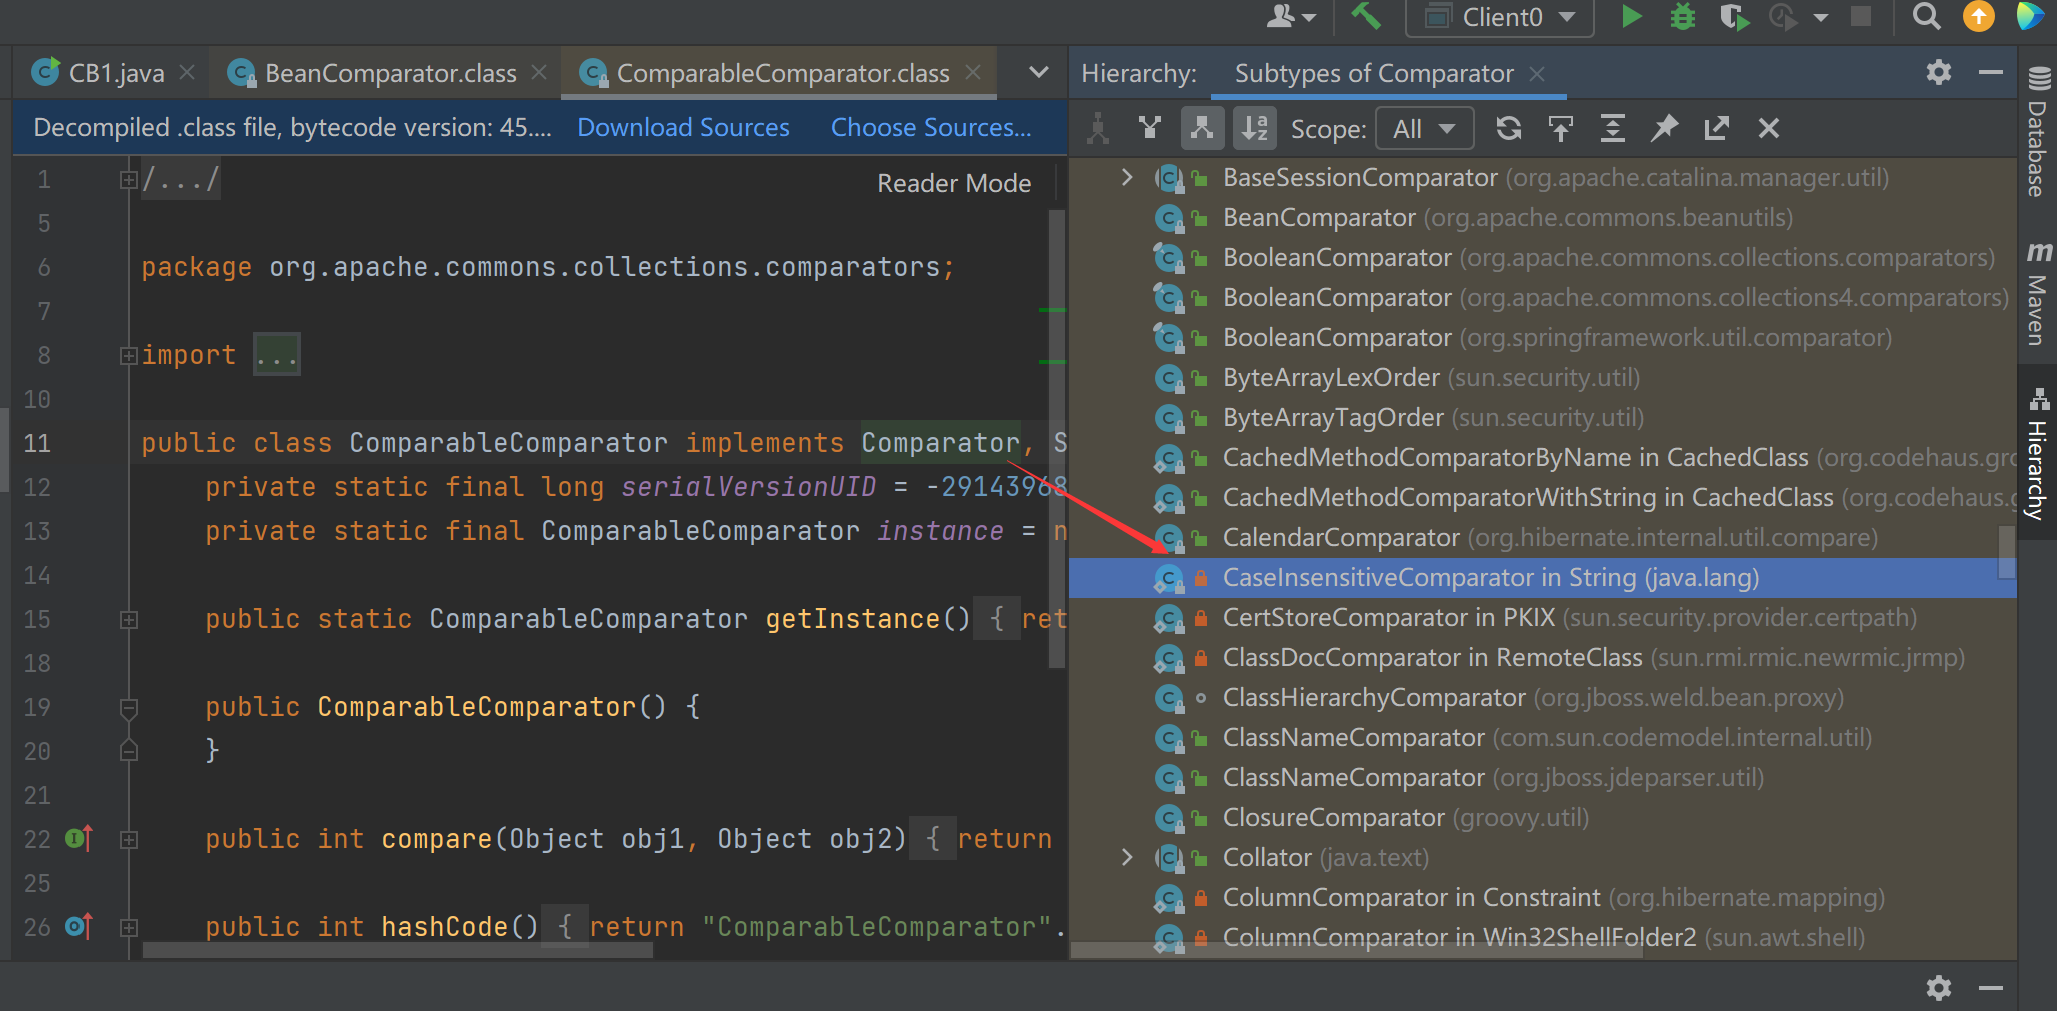 Client0
CB1.java
BeanComparator.class
ComparableComparator.class
Hierarchy:
Subtypes of Comparator
Decompiled .class file, bytecode version: 45....
Download Sources
Choose Sources...
Scope:
All
Reader Mode
1 /.../
5
6 package org.apache.commons.collections.comparators;
7
8 import ...
10
11 public class ComparableComparator implements Comparator, S
12 private static final long serialVersionUID = -29143968
13 private static final ComparableComparator instance = n
14
15 public static ComparableComparator getInstance() { ret
18
19 public ComparableComparator() {
20 }
21
22 public int compare(Object obj1, Object obj2) { return
25
26 public int hashCode() { return "ComparableComparator".
BaseSessionComparator (org.apache.catalina.manager.util)
BeanComparator (org.apache.commons.beanutils)
BooleanComparator (org.apache.commons.collections.comparators)
BooleanComparator (org.apache.commons.collections4.comparators)
BooleanComparator (org.springframework.util.comparator)
ByteArrayLexOrder (sun.security.util)
ByteArrayTagOrder (sun.security.util)
CachedMethodComparatorByName in CachedClass (org.codehaus.gro
CachedMethodComparatorWithString in CachedClass (org.codehaus.g
CalendarComparator (org.hibernate.internal.util.compare)
CaseInsensitiveComparator in String (java.lang)
CertStoreComparator in PKIX (sun.security.provider.certpath)
ClassDocComparator in RemoteClass (sun.rmi.rmic.newrmic.jrmp)
ClassHierarchyComparator (org.jboss.weld.bean.proxy)
ClassNameComparator (com.sun.codemodel.internal.util)
ClassNameComparator (org.jboss.jdeparser.util)
ClosureComparator (groovy.util)
Collator (java.text)
ColumnComparator in Constraint (org.hibernate.mapping)
ColumnComparator in Win32ShellFolder2 (sun.awt.shell)
Database
m Maven
Hierarchy